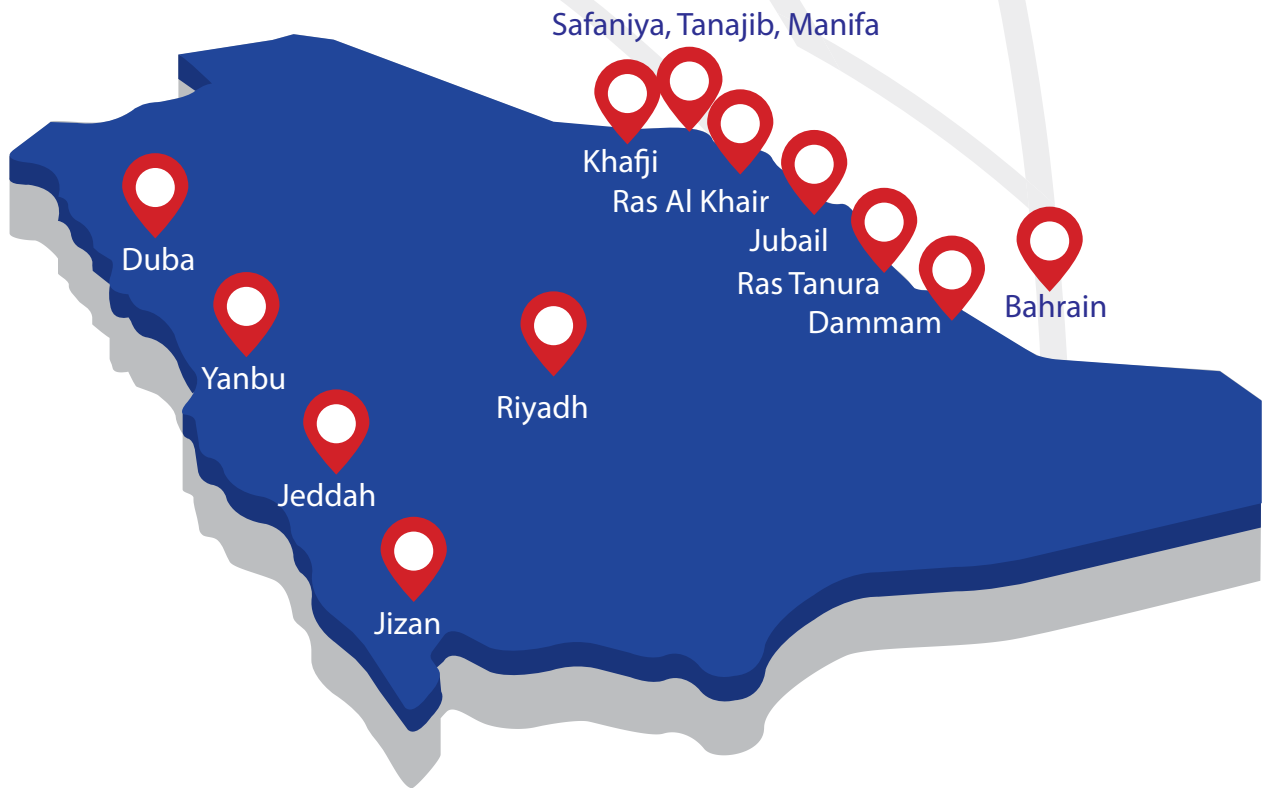 Safaniya, Tanajib, Manifa
Khafji
Ras Al Khair
Jubail
Duba
Ras Tanura
Bahrain
Dammam
Yanbu
Riyadh
Jeddah
Jizan